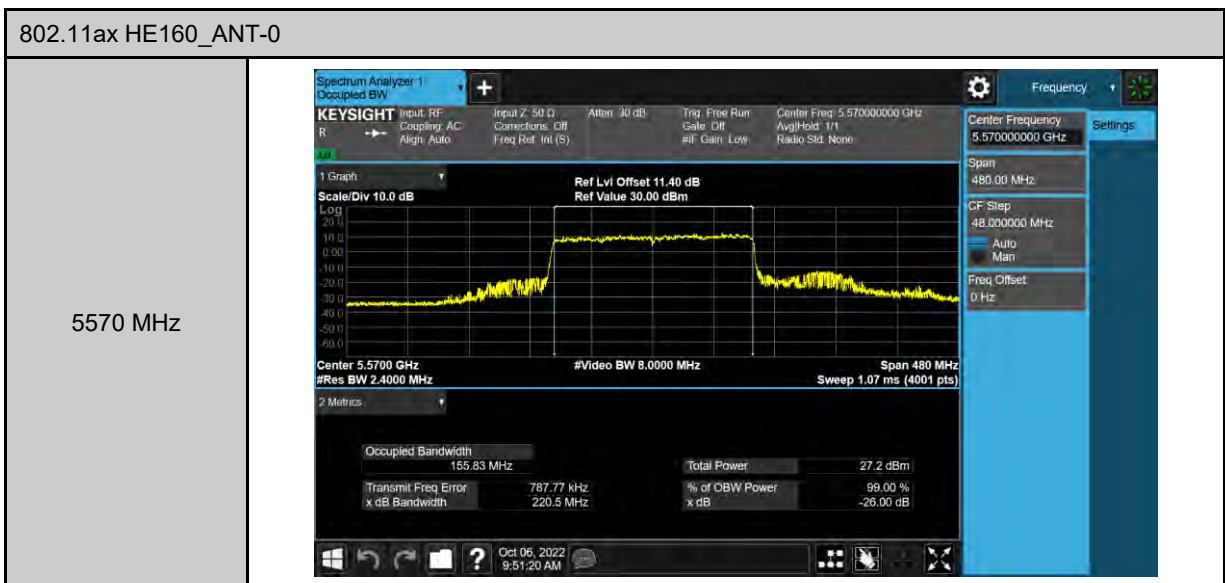 802.11ax HE160_ANT-0
5570 MHz
Spectrum Analyzer 1
Occupied BW
+
Frequency
KEYSIGHT
R
Input: RF
Coupling: AC
Align: Auto
Input Z: 50 Ω
Corrections: Off
Freq Ref: Int (S)
Atten: 30 dB
Trig: Free Run
Gate: Off
#IF Gain: Low
Center Freq: 5.570000000 GHz
Avg|Hold: 1/1
Radio Std: None
Center Frequency
5.570000000 GHz
Settings
Span
480.00 MHz
CF Step
48.000000 MHz
Auto
Man
Freq Offset
0 Hz
1 Graph
Scale/Div 10.0 dB
Ref Lvl Offset 11.40 dB
Ref Value 30.00 dBm
Log
20.0
10.0
0.00
-10.0
-20.0
-30.0
-40.0
-50.0
-60.0
Center 5.5700 GHz
#Video BW 8.0000 MHz
Span 480 MHz
#Res BW 2.4000 MHz
Sweep 1.07 ms (4001 pts)
2 Metrics
Occupied Bandwidth
155.83 MHz
Total Power 27.2 dBm
Transmit Freq Error 787.77 kHz
% of OBW Power 99.00 %
x dB Bandwidth 220.5 MHz
x dB -26.00 dB
?
Oct 06, 2022
9:51:20 AM